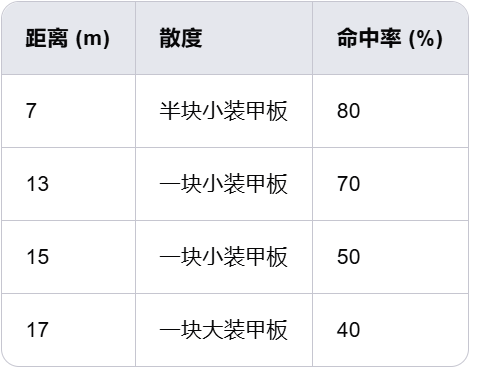 距离 (m) 散度 命中率 (%)
7 半块小装甲板 80
13 一块小装甲板 70
15 一块小装甲板 50
17 一块大装甲板 40